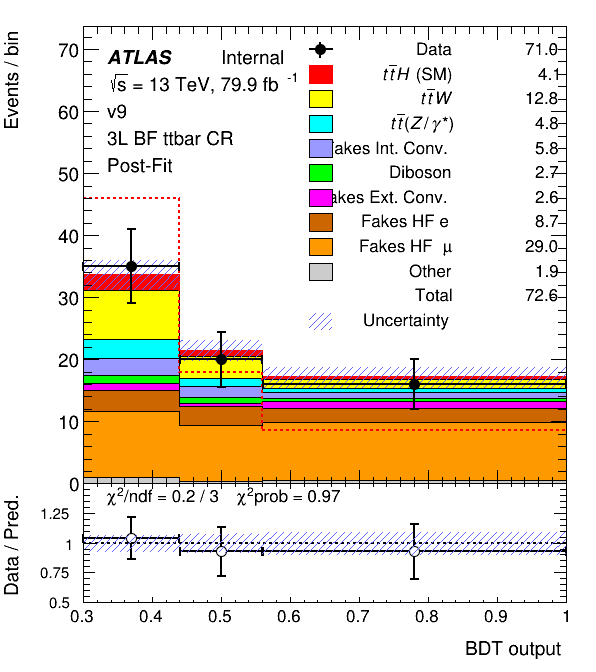 Events / bin
70
60
50
40
30
20
10
0
ATLAS Internal
√s = 13 TeV, 79.9 fb⁻¹
v9
3L BF ttbar CR
Post-Fit
Data 71.0
tt̅H (SM) 4.1
tt̅W 12.8
tt̅(Z/γ*) 4.8
akes Int. Conv. 5.8
Diboson 2.7
akes Ext. Conv. 2.6
Fakes HF e 8.7
Fakes HF μ 29.0
Other 1.9
Total 72.6
Uncertainty
χ²/ndf = 0.2 / 3 χ²prob = 0.97
Data / Pred.
1.25
1
0.75
0.5
0.3 0.4 0.5 0.6 0.7 0.8 0.9 1
BDT output